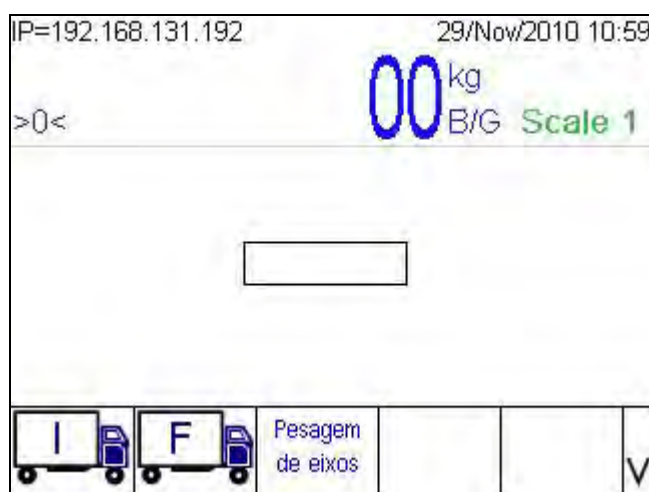 IP=192.168.131.192 29/Nov/2010 10:59
00 kg
>0< B/G Scale 1
I F Pesagem
de eixos
V